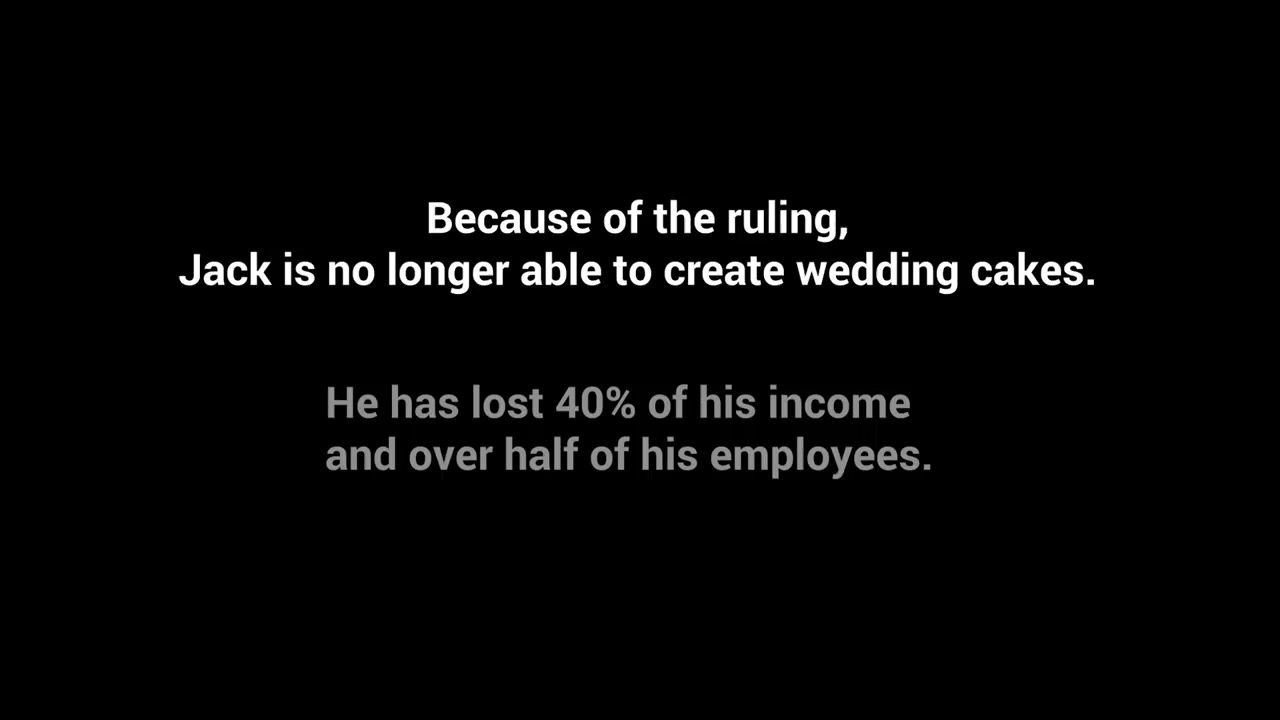 Because of the ruling,
Jack is no longer able to create wedding cakes.
He has lost 40% of his income
and over half of his employees.